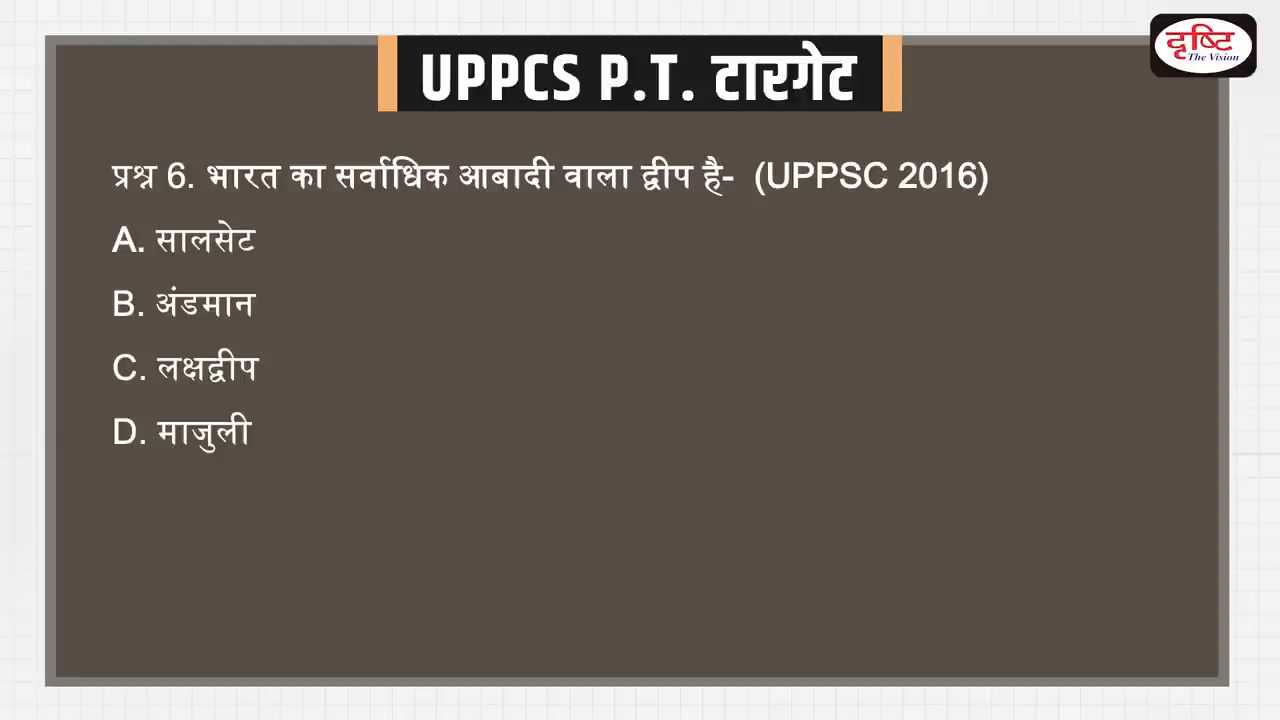 दृष्टि
The Vision
UPPCS P.T. टारगेट
प्रश्न 6. भारत का सर्वाधिक आबादी वाला द्वीप है- (UPPSC 2016)
A. सालसेट
B. अंडमान
C. लक्षद्वीप
D. माजुली